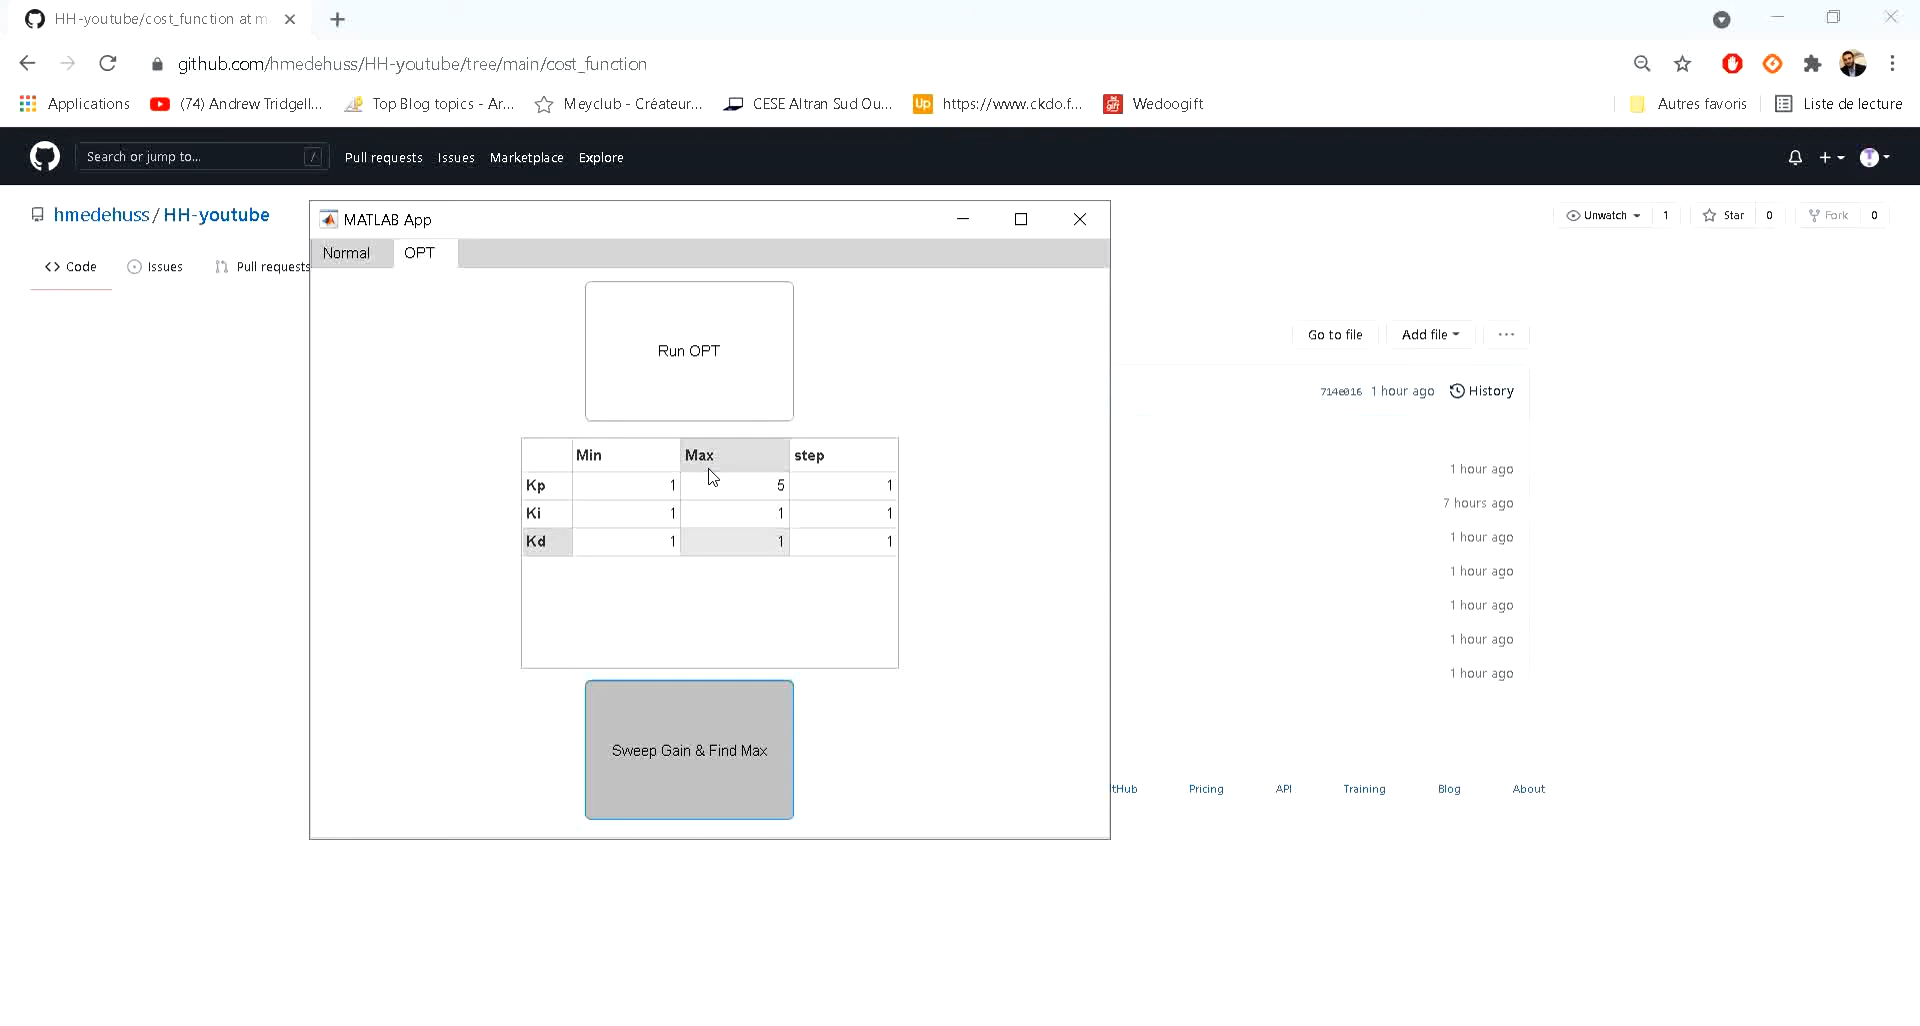 HH-youtube/cost_function at m
github.com/hmedehuss/HH-youtube/tree/main/cost_function
Applications (74) Andrew Tridgell... Top Blog topics - Ar... Meyclub - Créateur... CESE Altran Sud Ou... Up https://www.ckdo.f... Wedoogift Autres favoris Liste de lecture
Search or jump to... / Pull requests Issues Marketplace Explore
hmedehuss / HH-youtube
Unwatch 1 Star 0 Fork 0
Code Issues Pull requests
MATLAB App
Normal OPT
Run OPT
Min Max step
Kp 1 5 1
Ki 1 1 1
Kd 1 1 1
Sweep Gain & Find Max
Go to file Add file ...
714e016 1 hour ago History
1 hour ago
7 hours ago
1 hour ago
1 hour ago
1 hour ago
1 hour ago
1 hour ago
tHub Pricing API Training Blog About